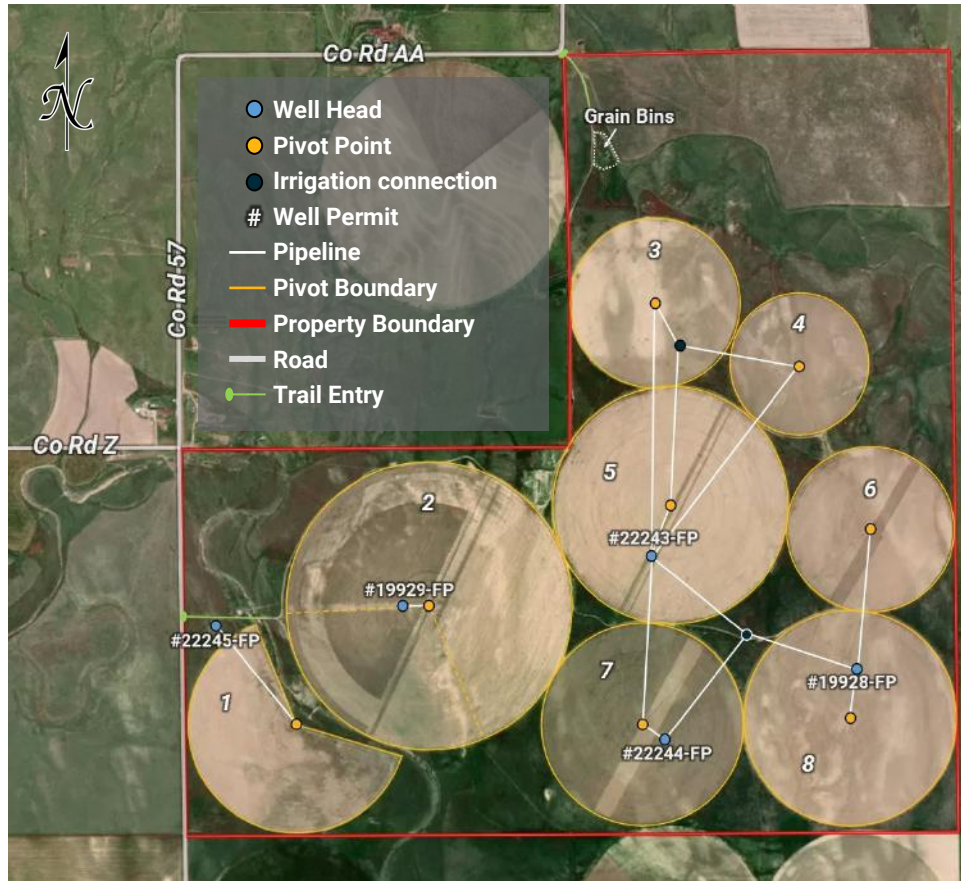 Co Rd AA
N
Well Head
Pivot Point
Irrigation connection
# Well Permit
Pipeline
Pivot Boundary
Property Boundary
Road
Trail Entry
Grain Bins
Co Rd 57
3
4
Co Rd Z
5
6
2
#22243-FP
#19929-FP
#22245-FP
7
1
#19928-FP
#22244-FP
8